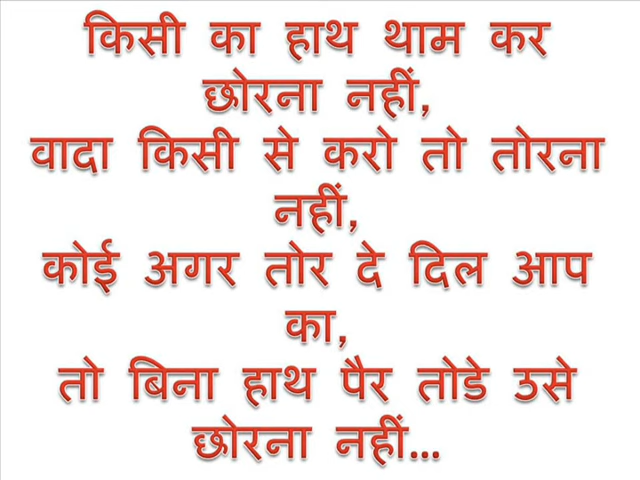 किसी का हाथ थाम कर
छोरना नहीं,
वादा किसी से करो तो तोरना
नहीं,
कोई अगर तोर दे दिल आप
का,
तो बिना हाथ पैर तोडे उसे
छोरना नहीं...